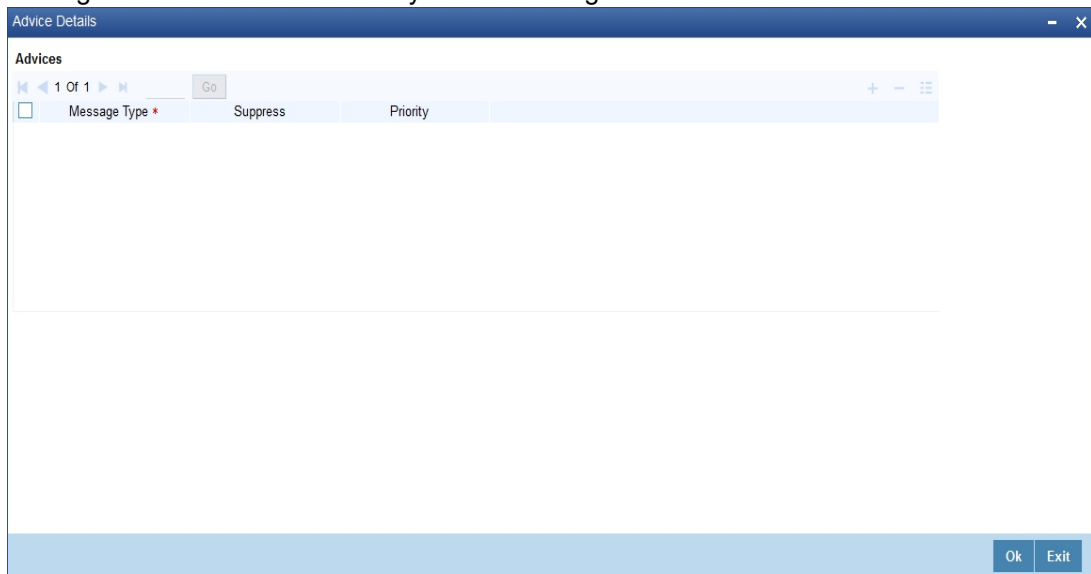 Advice Details
Advices
1 Of 1 Go
Message Type * Suppress Priority
Ok Exit